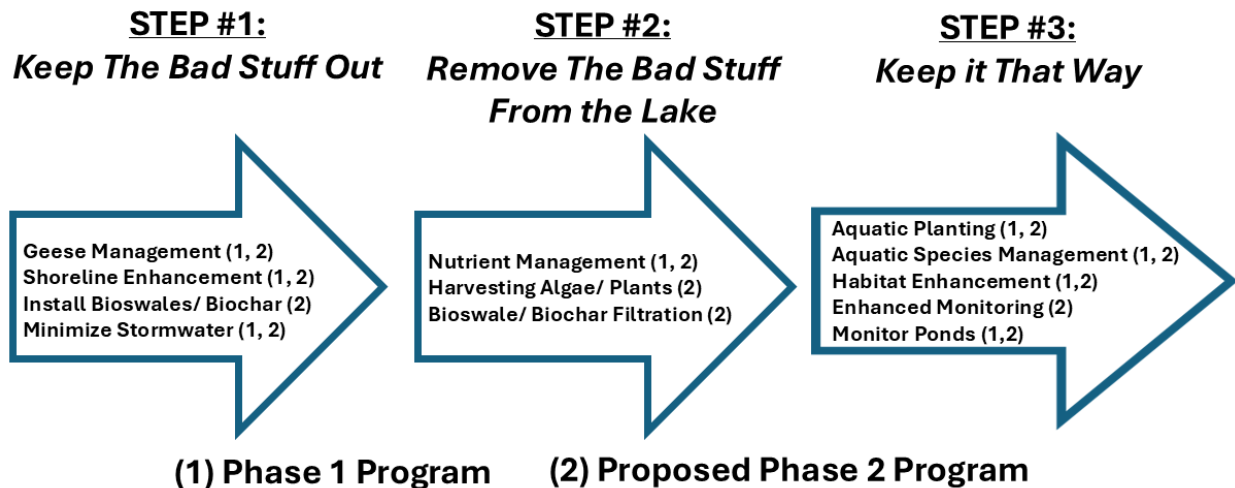 STEP #1:
Keep The Bad Stuff Out
Geese Management (1, 2)
Shoreline Enhancement (1, 2)
Install Bioswales/ Biochar (2)
Minimize Stormwater (1, 2)
STEP #2:
Remove The Bad Stuff
From the Lake
Nutrient Management (1, 2)
Harvesting Algae/ Plants (2)
Bioswale/ Biochar Filtration (2)
STEP #3:
Keep it That Way
Aquatic Planting (1, 2)
Aquatic Species Management (1, 2)
Habitat Enhancement (1,2)
Enhanced Monitoring (2)
Monitor Ponds (1,2)
(1) Phase 1 Program
(2) Proposed Phase 2 Program